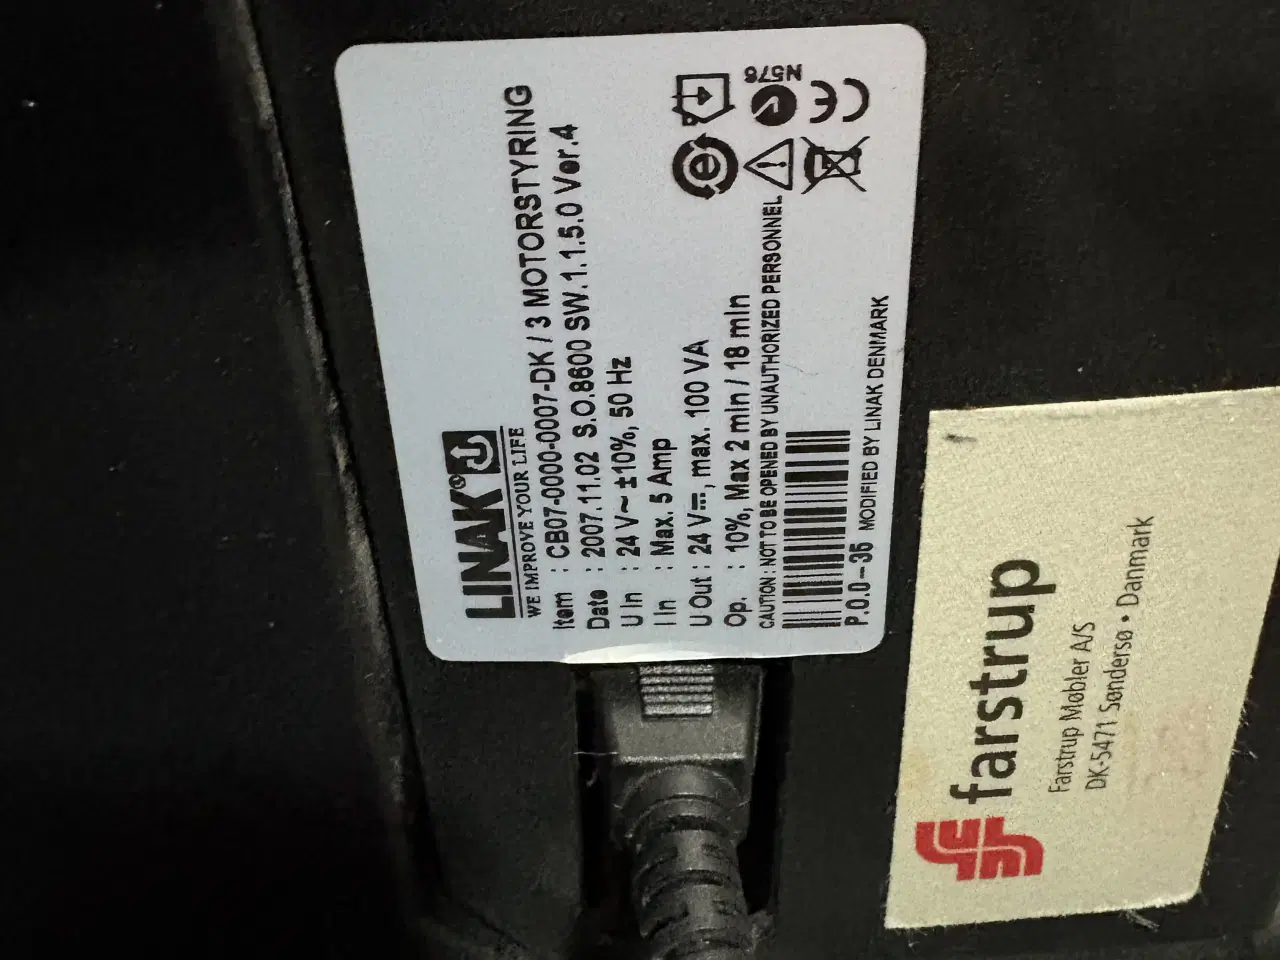 LINAK®
WE IMPROVE YOUR LIFE
Item : CB07-0000-0007-DK / 3 MOTORSTYRING
Date : 2007.11.02 S.O.8600 SW.1.1.5.0 Ver.4
U In : 24 V~ ±10%, 50 Hz
I In : Max. 5 Amp
U Out : 24 V⎓, max. 100 VA
Op. : 10%, Max 2 min / 18 min
CAUTION : NOT TO BE OPENED BY UNAUTHORIZED PERSONNEL
P.O.0-35 MODIFIED BY LINAK DENMARK
N576
CE
e
farstrup
Farstrup Møbler A/S
DK-5471 Søndersø • Danmark